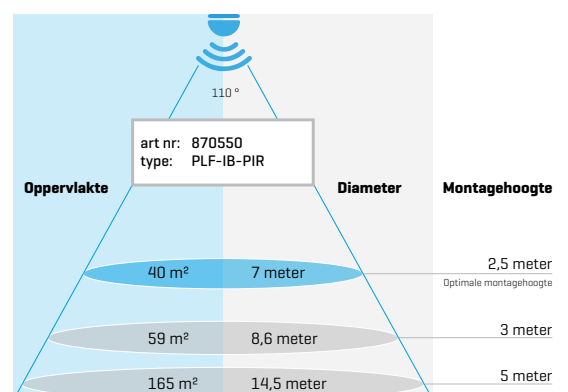 110 °
art nr: 870550
type: PLF-IB-PIR
Oppervlakte Diameter Montagehoogte
40 m² 7 meter 2,5 meter
Optimale montagehoogte
59 m² 8,6 meter 3 meter
165 m² 14,5 meter 5 meter